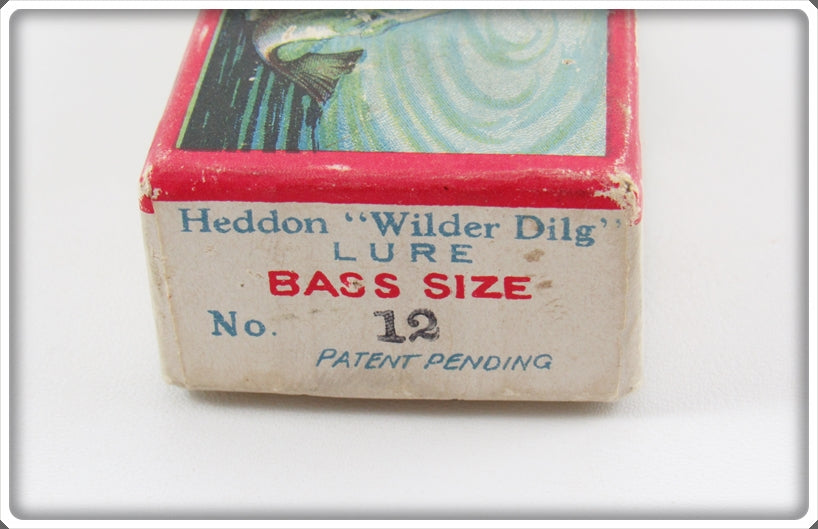 Heddon "Wilder Dilg"
LURE
BASS SIZE
No. 12
PATENT PENDING